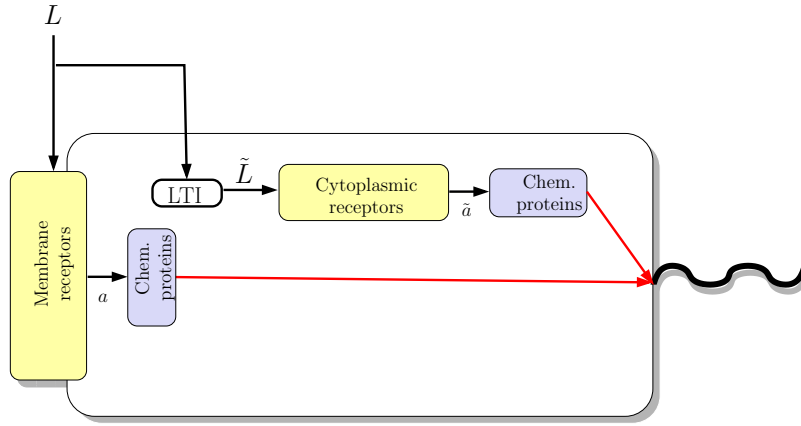 L
LTI
L̃
Cytoplasmic
receptors
ã
Chem.
proteins
Membrane
receptors
a
Chem.
proteins